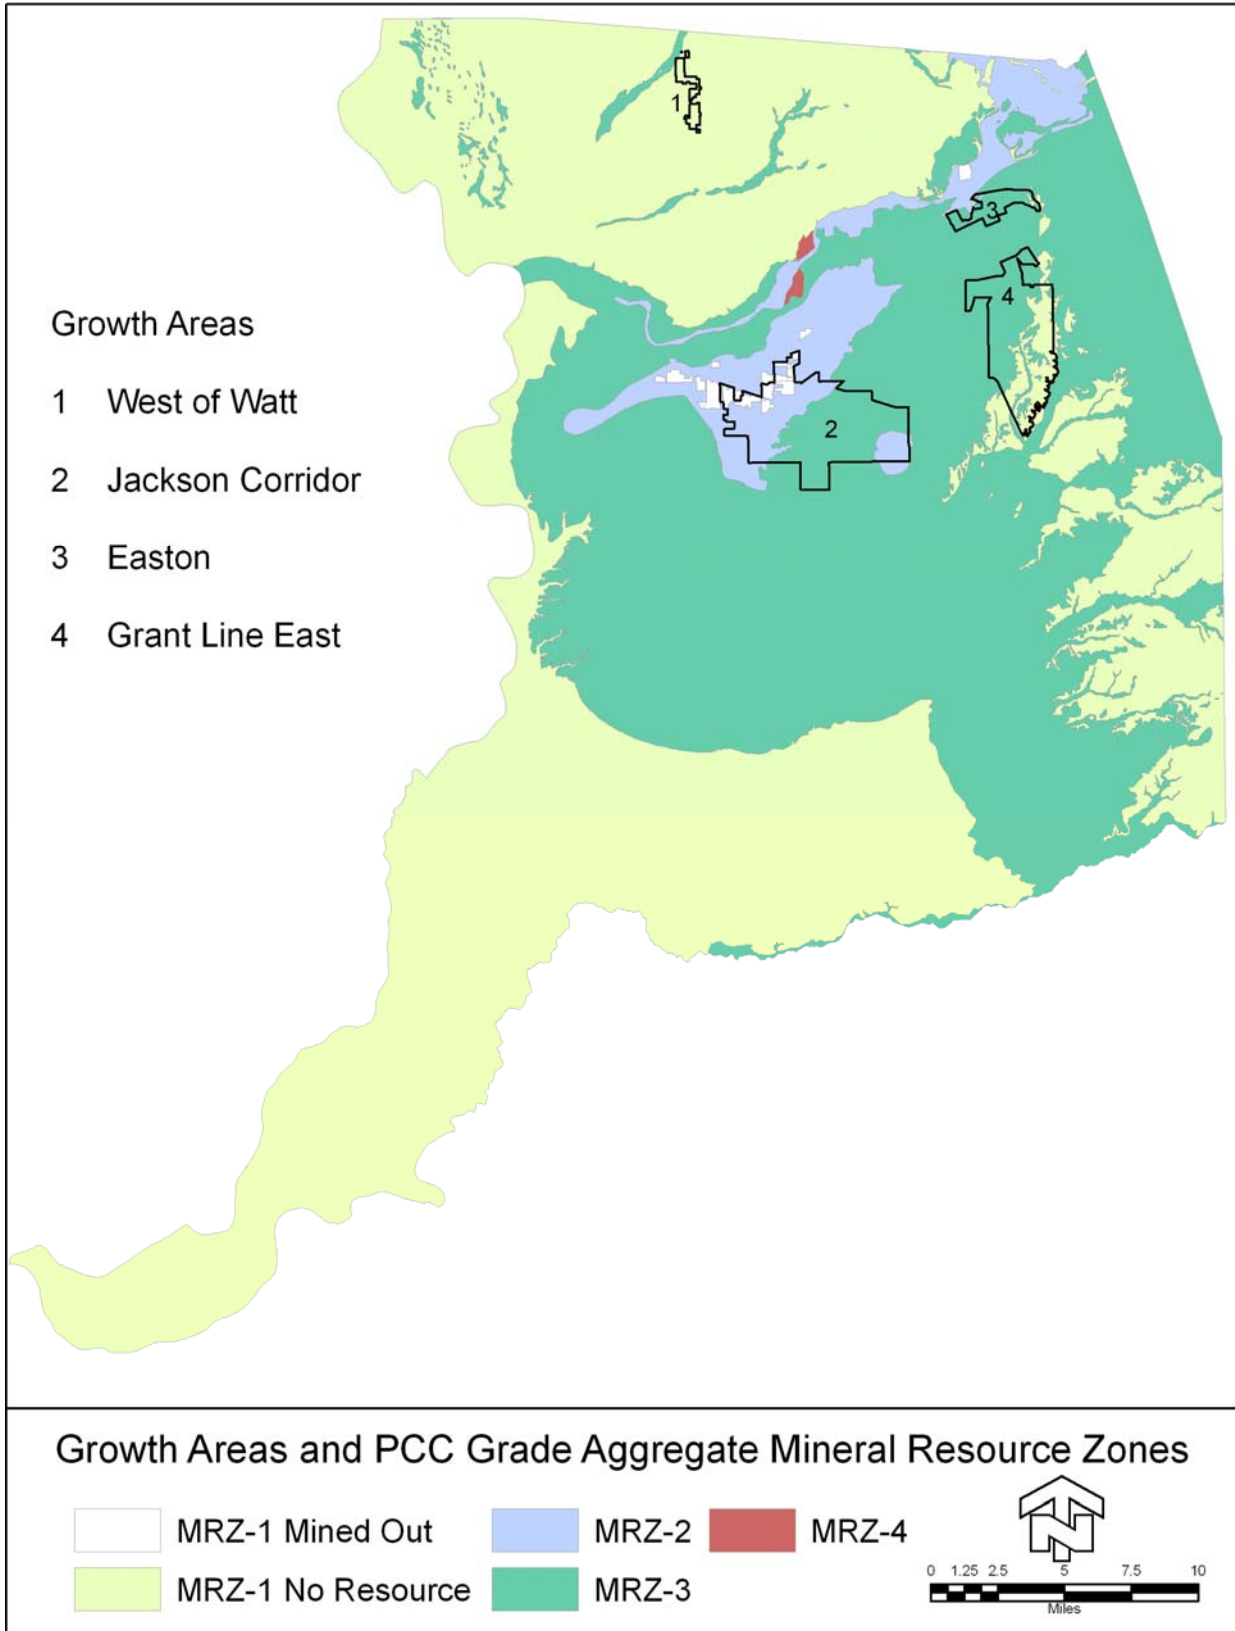 1
3
4
2
Growth Areas
1 West of Watt
2 Jackson Corridor
3 Easton
4 Grant Line East
Growth Areas and PCC Grade Aggregate Mineral Resource Zones
MRZ-1 Mined Out
MRZ-2
MRZ-4
MRZ-1 No Resource
MRZ-3
N
0 1.25 2.5 5 7.5 10
Miles